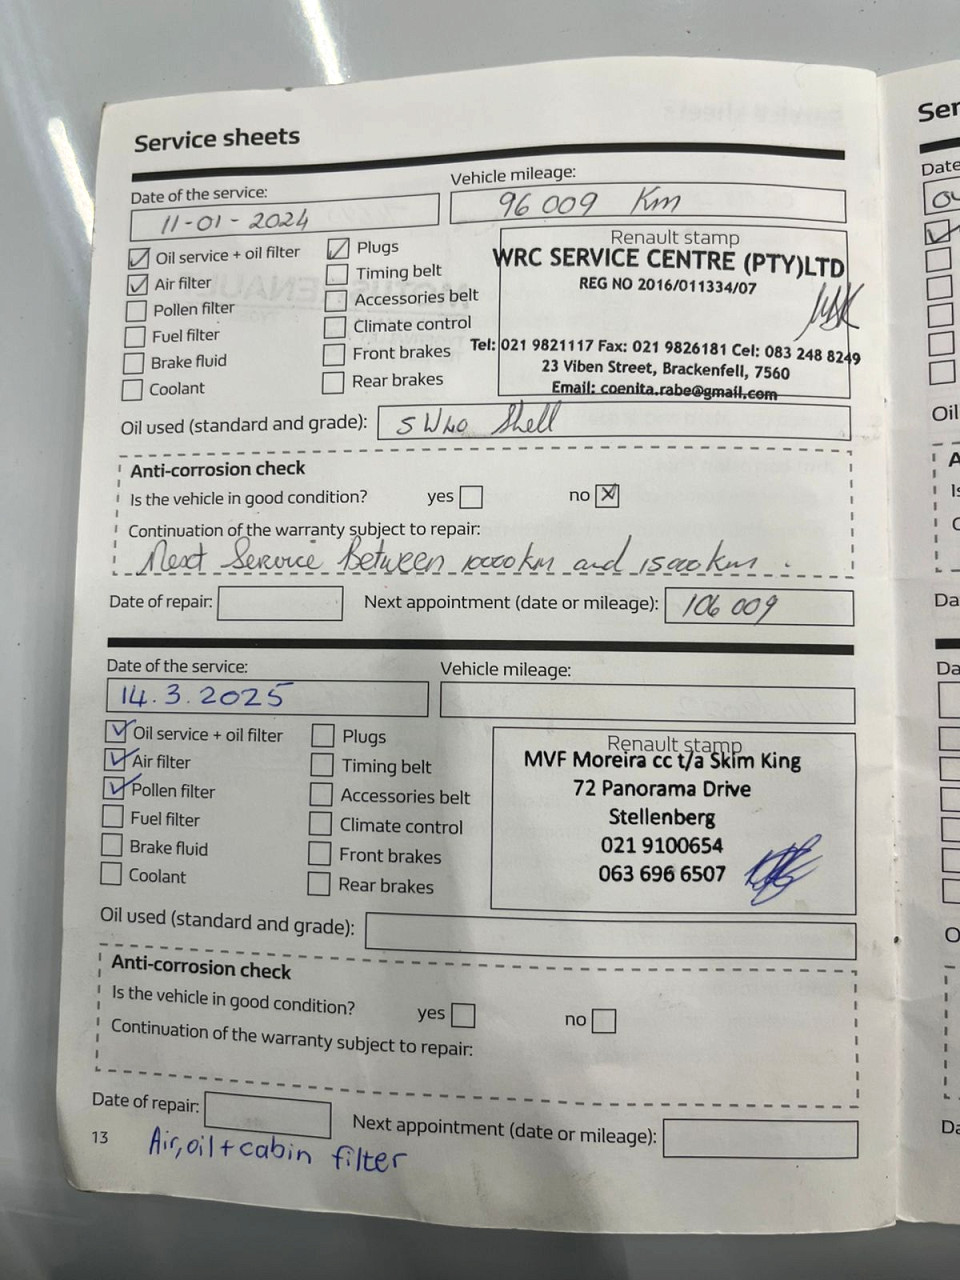 Service sheets
Date of the service:
Vehicle mileage:
11-01-2024
96 009 Km
Oil service + oil filter
Plugs
Air filter
Timing belt
Pollen filter
Accessories belt
Fuel filter
Climate control
Brake fluid
Front brakes
Coolant
Rear brakes
Renault stamp
WRC SERVICE CENTRE (PTY)LTD
REG NO 2016/011334/07
Tel: 021 9821117 Fax: 021 9826181 Cel: 083 248 8249
23 Viben Street, Brackenfell, 7560
Email: coenita.rabe@gmail.com
Oil used (standard and grade):
5W40 Shell
Anti-corrosion check
Is the vehicle in good condition? yes no
Continuation of the warranty subject to repair:
Next Service Between 10000km and 15000km.
Date of repair:
Next appointment (date or mileage):
106 009
Date of the service:
Vehicle mileage:
14.3.2025
Oil service + oil filter
Plugs
Air filter
Timing belt
Pollen filter
Accessories belt
Fuel filter
Climate control
Brake fluid
Front brakes
Coolant
Rear brakes
Renault stamp
MVF Moreira cc t/a Skim King
72 Panorama Drive
Stellenberg
021 9100654
063 696 6507
Oil used (standard and grade):
Anti-corrosion check
Is the vehicle in good condition? yes no
Continuation of the warranty subject to repair:
Date of repair:
Next appointment (date or mileage):
13
Air, oil + cabin filter
Ser
Date
Oil
Da
Da
O
Da